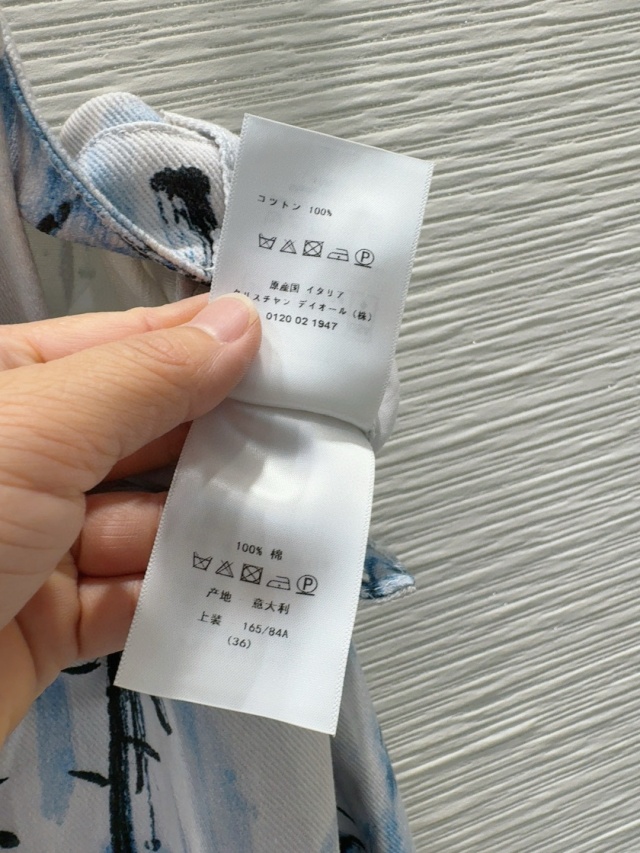 コットン 100%
P
原産国 イタリア
リスチャン ディオール (株)
0120 02 1947
100% 棉
P
产地 意大利
上装 165/84A
(36)